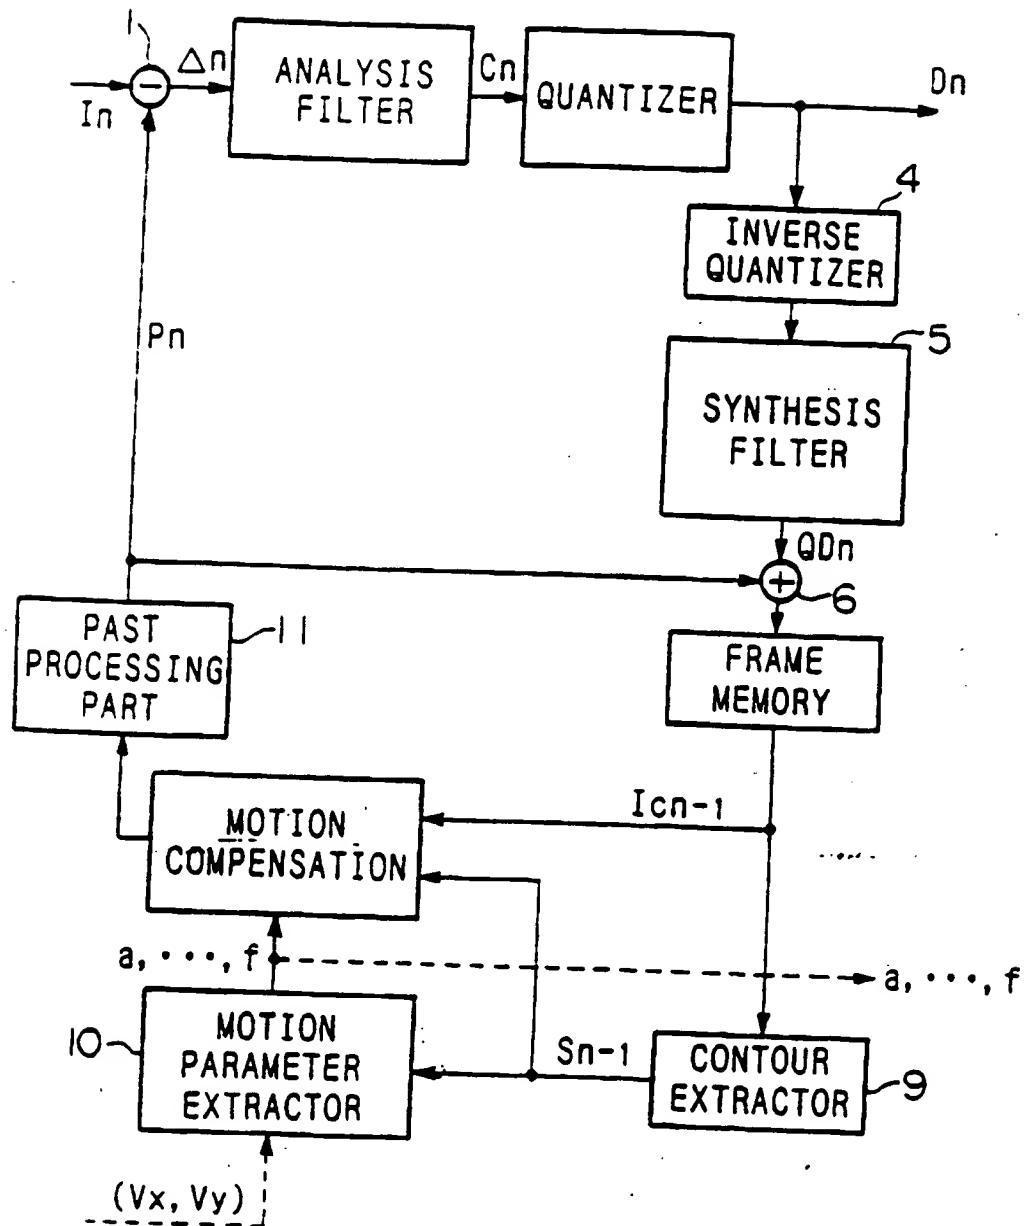 1
Δn
ANALYSIS
FILTER
Cn
QUANTIZER
Dn
In
−
4
INVERSE
QUANTIZER
Pn
5
SYNTHESIS
FILTER
QDn
+
6
PAST
PROCESSING
PART
11
FRAME
MEMORY
MOTION
COMPENSATION
Icn-1
a, ···, f
a, ···, f
10
MOTION
PARAMETER
EXTRACTOR
Sn-1
CONTOUR
EXTRACTOR
9
(Vx, Vy)